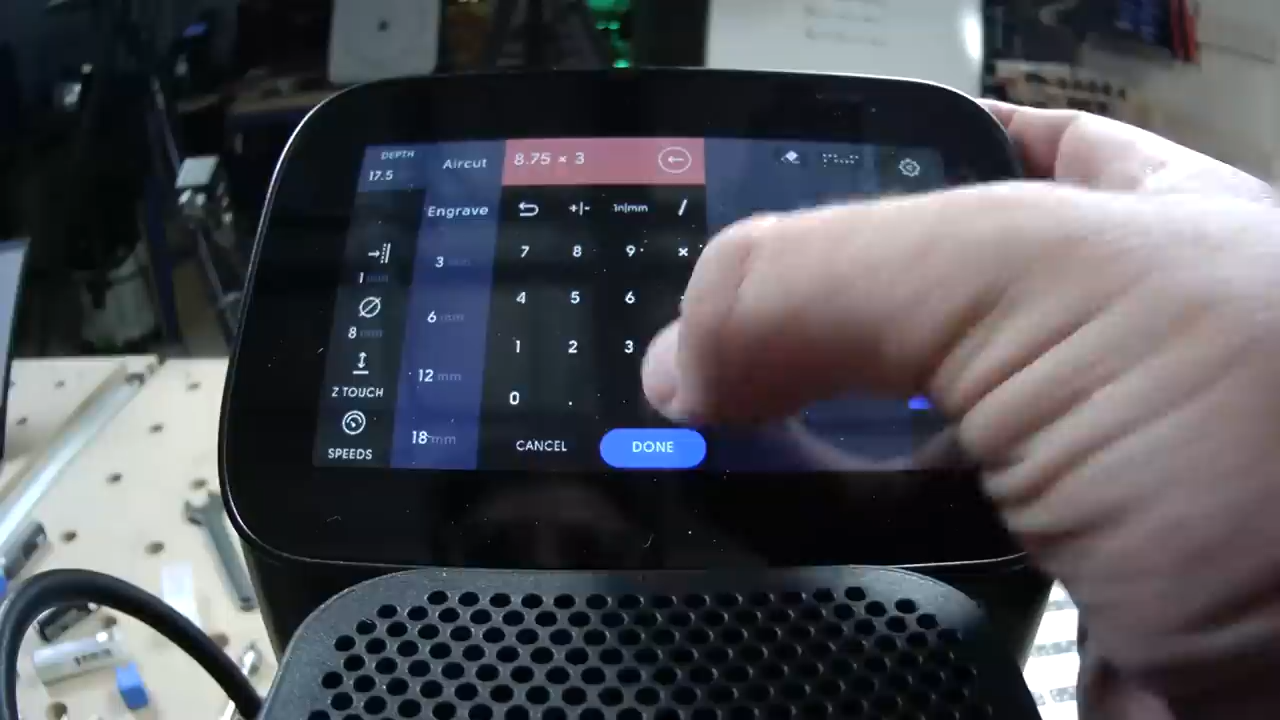 DEPTH
17.5
Aircut
8.75 × 3
Engrave
+|-
in|mm
/
7 8 9 ×
1 mm
3 mm
4 5 6
8 mm
6 mm
1 2 3
Z TOUCH
12 mm
0 .
SPEEDS
18 mm
CANCEL
DONE